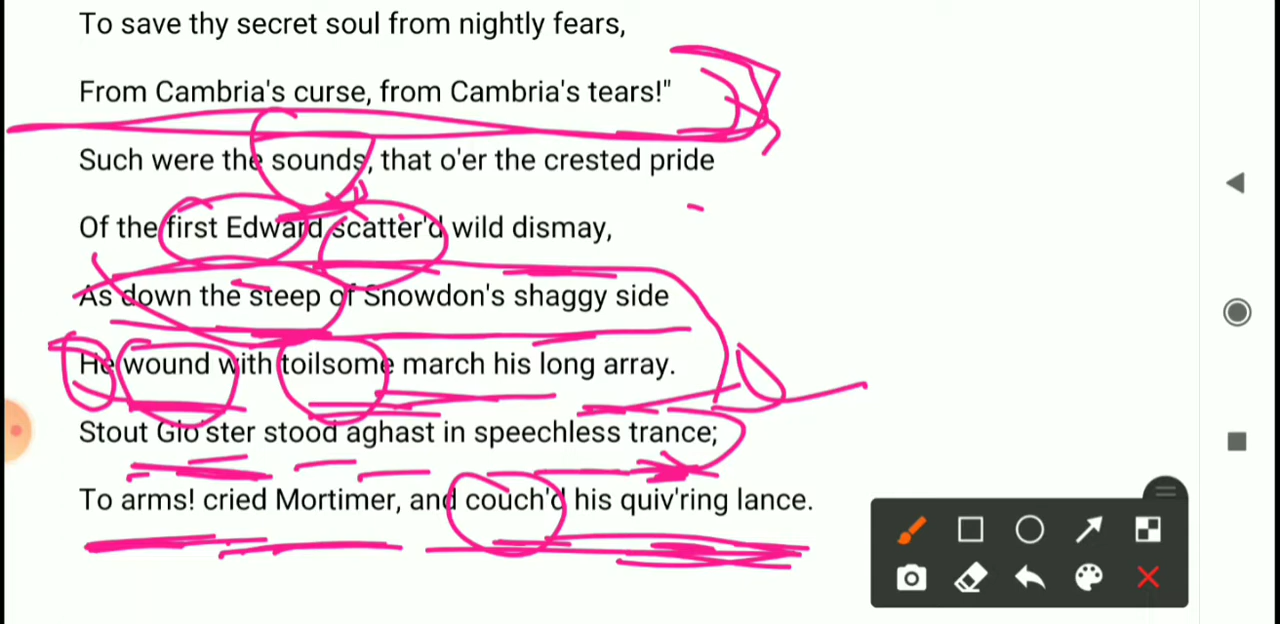 To save thy secret soul from nightly fears,
From Cambria's curse, from Cambria's tears!"
Such were the sounds, that o'er the crested pride
Of the first Edward scatter'd wild dismay,
As down the steep of Snowdon's shaggy side
He wound with toilsome march his long array.
Stout Glo'ster stood aghast in speechless trance;
To arms! cried Mortimer, and couch'd his quiv'ring lance.